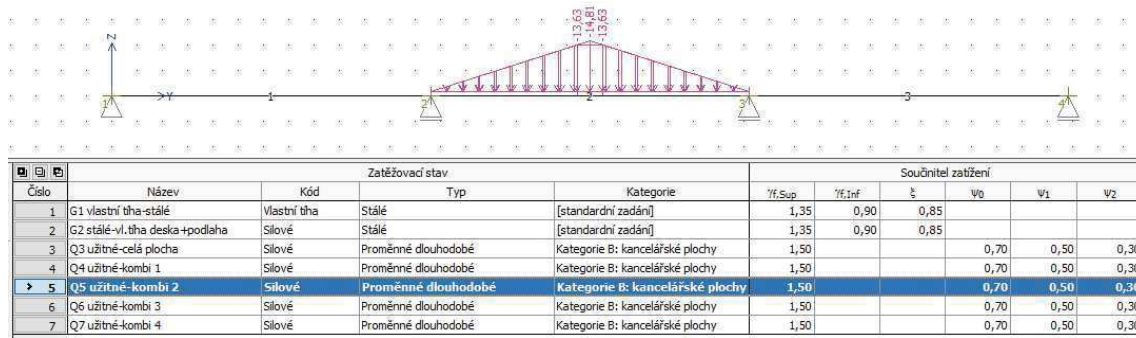 -13,63
-14,81
-13,63
Z
Y
1 1 2 2 3 3 4
Zatěžovací stav Součinitel zatížení
Číslo Název Kód Typ Kategorie γf,Sup γf,Inf ξ Ψ0 Ψ1 Ψ2
1 G1 vlastní tíha-stálé Vlastní tíha Stálé [standardní zadání] 1,35 0,90 0,85
2 G2 stálé-vl.tíha deska+podlaha Silové Stálé [standardní zadání] 1,35 0,90 0,85
3 Q3 užitné-celá plocha Silové Proměnné dlouhodobé Kategorie B: kancelářské plochy 1,50 0,70 0,50 0,30
4 Q4 užitné-kombi 1 Silové Proměnné dlouhodobé Kategorie B: kancelářské plochy 1,50 0,70 0,50 0,30
> 5 Q5 užitné-kombi 2 Silové Proměnné dlouhodobé Kategorie B: kancelářské plochy 1,50 0,70 0,50 0,30
6 Q6 užitné-kombi 3 Silové Proměnné dlouhodobé Kategorie B: kancelářské plochy 1,50 0,70 0,50 0,30
7 Q7 užitné-kombi 4 Silové Proměnné dlouhodobé Kategorie B: kancelářské plochy 1,50 0,70 0,50 0,30